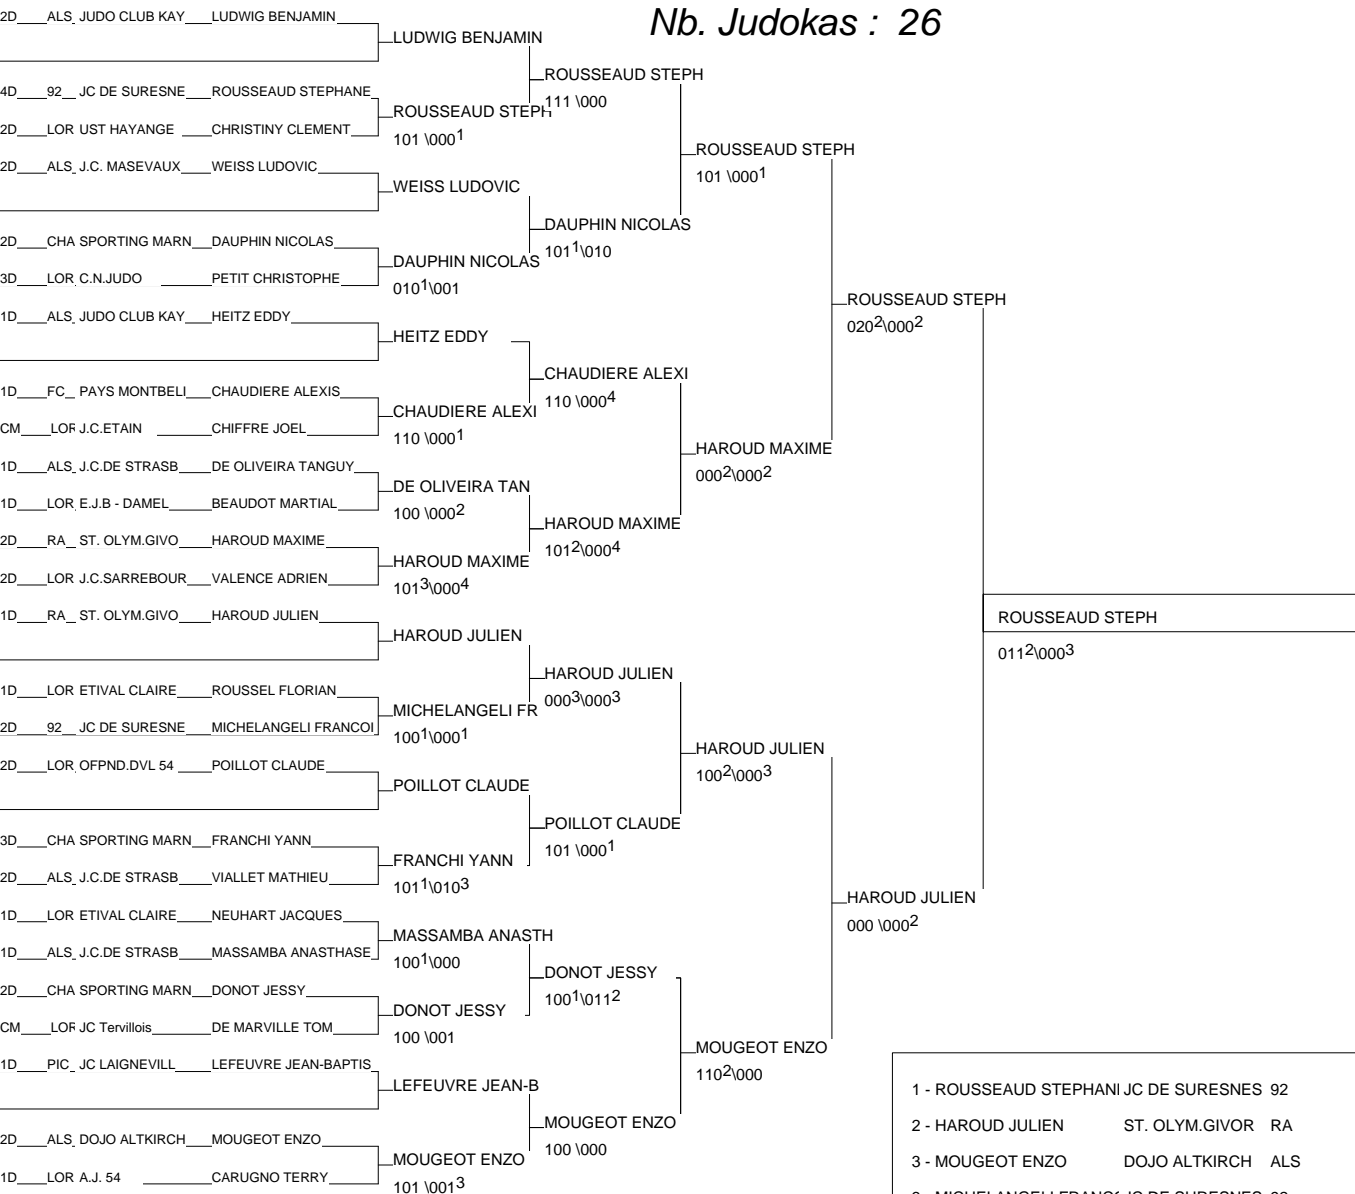 Nb. Judokas : 26
2D ALS JUDO CLUB KAY LUDWIG BENJAMIN
4D 92 JC DE SURESNE ROUSSEAUD STEPHANE
2D LOR UST HAYANGE CHRISTINY CLEMENT
2D ALS J.C. MASEVAUX WEISS LUDOVIC
2D CHA SPORTING MARN DAUPHIN NICOLAS
3D LOR C.N.JUDO PETIT CHRISTOPHE
1D ALS JUDO CLUB KAY HEITZ EDDY
1D FC PAYS MONTBELI CHAUDIERE ALEXIS
CM LOR J.C.ETAIN CHIFFRE JOEL
1D ALS J.C.DE STRASB DE OLIVEIRA TANGUY
1D LOR E.J.B - DAMEL BEAUDOT MARTIAL
2D RA ST. OLYM.GIVO HAROUD MAXIME
2D LOR J.C.SARREBOUR VALENCE ADRIEN
1D RA ST. OLYM.GIVO HAROUD JULIEN
1D LOR ETIVAL CLAIRE ROUSSEL FLORIAN
2D 92 JC DE SURESNE MICHELANGELI FRANCOI
2D LOR OFPND.DVL 54 POILLOT CLAUDE
3D CHA SPORTING MARN FRANCHI YANN
2D ALS J.C.DE STRASB VIALLET MATHIEU
1D LOR ETIVAL CLAIRE NEUHART JACQUES
1D ALS J.C.DE STRASB MASSAMBA ANASTHASE
2D CHA SPORTING MARN DONOT JESSY
CM LOR JC Tervillois DE MARVILLE TOM
1D PIC JC LAIGNEVILL LEFEUVRE JEAN-BAPTIS
2D ALS DOJO ALTKIRCH MOUGEOT ENZO
1D LOR A.J. 54 CARUGNO TERRY
LUDWIG BENJAMIN
ROUSSEAUD STEPH
101 \000¹
WEISS LUDOVIC
DAUPHIN NICOLAS
010¹\001
HEITZ EDDY
CHAUDIERE ALEXI
110 \000¹
DE OLIVEIRA TAN
100 \000²
HAROUD MAXIME
101³\000⁴
HAROUD JULIEN
MICHELANGELI FR
100¹\000¹
POILLOT CLAUDE
FRANCHI YANN
101¹\010³
MASSAMBA ANASTH
100¹\000
DONOT JESSY
100 \001
LEFEUVRE JEAN-B
MOUGEOT ENZO
101 \001³
ROUSSEAUD STEPH
111 \000
DAUPHIN NICOLAS
101¹\010
CHAUDIERE ALEXI
110 \000⁴
HAROUD MAXIME
101²\000⁴
HAROUD JULIEN
000³\000³
POILLOT CLAUDE
101 \000¹
DONOT JESSY
100¹\011²
MOUGEOT ENZO
100 \000
ROUSSEAUD STEPH
101 \000¹
HAROUD MAXIME
000²\000²
HAROUD JULIEN
100²\000³
MOUGEOT ENZO
110²\000
ROUSSEAUD STEPH
020²\000²
HAROUD JULIEN
000 \000²
ROUSSEAUD STEPH
011²\000³
1 - ROUSSEAUD STEPHANI JC DE SURESNES 92
2 - HAROUD JULIEN ST. OLYM.GIVOR RA
3 - MOUGEOT ENZO DOJO ALTKIRCH ALS